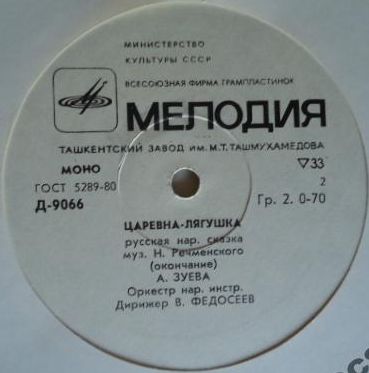 МИНИСТЕРСТВО
КУЛЬТУРЫ СССР
ВСЕСОЮЗНАЯ ФИРМА ГРАМПЛАСТИНОК
МЕЛОДИЯ
ТАШКЕНТСКИЙ ЗАВОД ИМ. М.Т. ТАШМУХАМЕДОВА
МОНО ▽33
ГОСТ 5289-80 2
Д-9066 Гр. 2. 0-70
ЦАРЕВНА-ЛЯГУШКА
русская нар. сказка
муз. Н. Речменского
(окончание)
А. ЗУЕВА
Оркестр нар. инстр.
Дирижер В. ФЕДОСЕЕВ